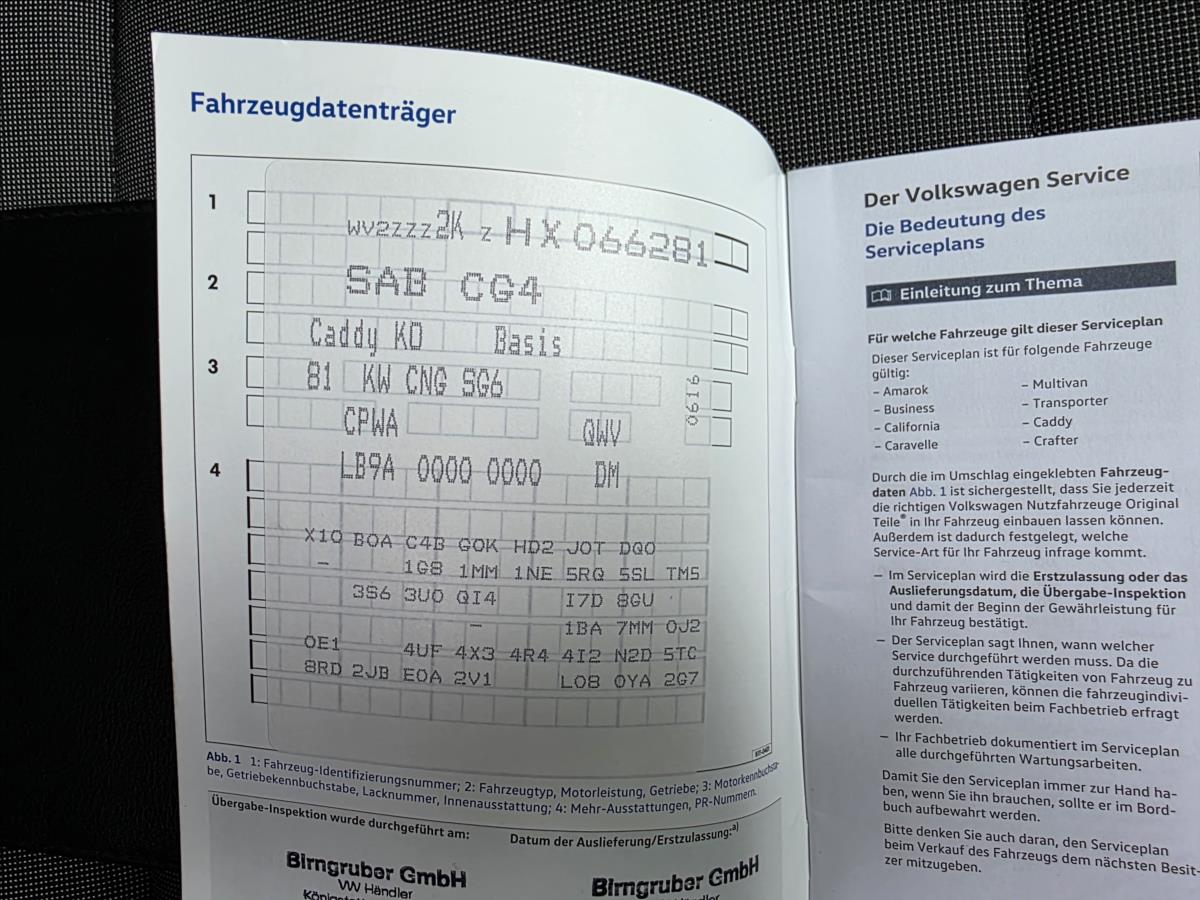 Fahrzeugdatenträger
1
WV2ZZZ2K Z HX066281
2
SAB CG4
Caddy KO Basis
3
81 KW CNG SG6
0616
CPWA QWV
4
LB9A 0000 0000 DM
X10 B0A C4B G0K HD2 J0T DQ0
- 1G8 1MM 1NE 5RQ 5SL TM5
3S6 3U0 QI4 I7D 8GU
- 1BA 7MM 0J2
0E1 4UF 4X3 4R4 4I2 N2D 5TC
8RD 2JB E0A 2V1 L08 0YA 2G7
Abb. 1 1: Fahrzeug-Identifizierungsnummer; 2: Fahrzeugtyp, Motorleistung, Getriebe; 3: Motorkennbuchsta-
be, Getriebekennbuchstabe, Lacknummer, Innenausstattung; 4: Mehr-Ausstattungen, PR-Nummern.
Übergabe-Inspektion wurde durchgeführt am:
Datum der Auslieferung/Erstzulassung:a)
Birngruber GmbH
VW Händler
Birngruber GmbH
VW Händler
Der Volkswagen Service
Die Bedeutung des
Serviceplans
Einleitung zum Thema
Für welche Fahrzeuge gilt dieser Serviceplan
Dieser Serviceplan ist für folgende Fahrzeuge
gültig:
– Amarok
– Business
– California
– Caravelle
– Multivan
– Transporter
– Caddy
– Crafter
Durch die im Umschlag eingeklebten Fahrzeug-
daten Abb. 1 ist sichergestellt, dass Sie jederzeit
die richtigen Volkswagen Nutzfahrzeuge Original
Teile® in Ihr Fahrzeug einbauen lassen können.
Außerdem ist dadurch festgelegt, welche
Service-Art für Ihr Fahrzeug infrage kommt.
– Im Serviceplan wird die Erstzulassung oder das
Auslieferungsdatum, die Übergabe-Inspektion
und damit der Beginn der Gewährleistung für
Ihr Fahrzeug bestätigt.
– Der Serviceplan sagt Ihnen, wann welcher
Service durchgeführt werden muss. Da die
durchzuführenden Tätigkeiten von Fahrzeug zu
Fahrzeug variieren, können die fahrzeugindivi-
duellen Tätigkeiten beim Fachbetrieb erfragt
werden.
– Ihr Fachbetrieb dokumentiert im Serviceplan
alle durchgeführten Wartungsarbeiten.
Damit Sie den Serviceplan immer zur Hand ha-
ben, wenn Sie ihn brauchen, sollte er im Bord-
buch aufbewahrt werden.
Bitte denken Sie auch daran, den Serviceplan
beim Verkauf des Fahrzeugs dem nächsten Besit-
zer mitzugeben.